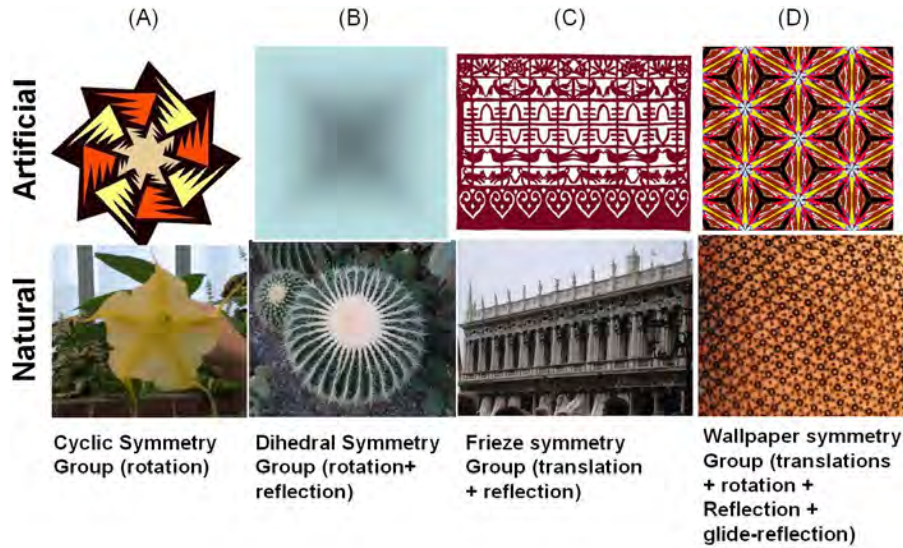 (A) (B) (C) (D)
Artificial
Natural
Cyclic Symmetry
Group (rotation)
Dihedral Symmetry
Group (rotation+
reflection)
Frieze symmetry
Group (translation
+ reflection)
Wallpaper symmetry
Group (translations
+ rotation +
Reflection +
glide-reflection)